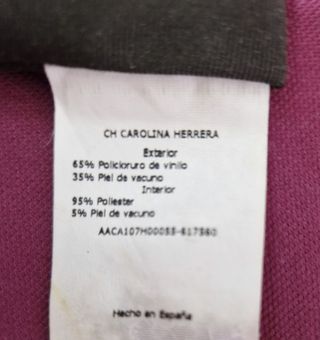 CH CAROLINA HERRERA
Exterior
65% Policloruro de vinilo
35% Piel de vacuno
Interior
95% Poliester
5% Piel de vacuno
Hecho en España